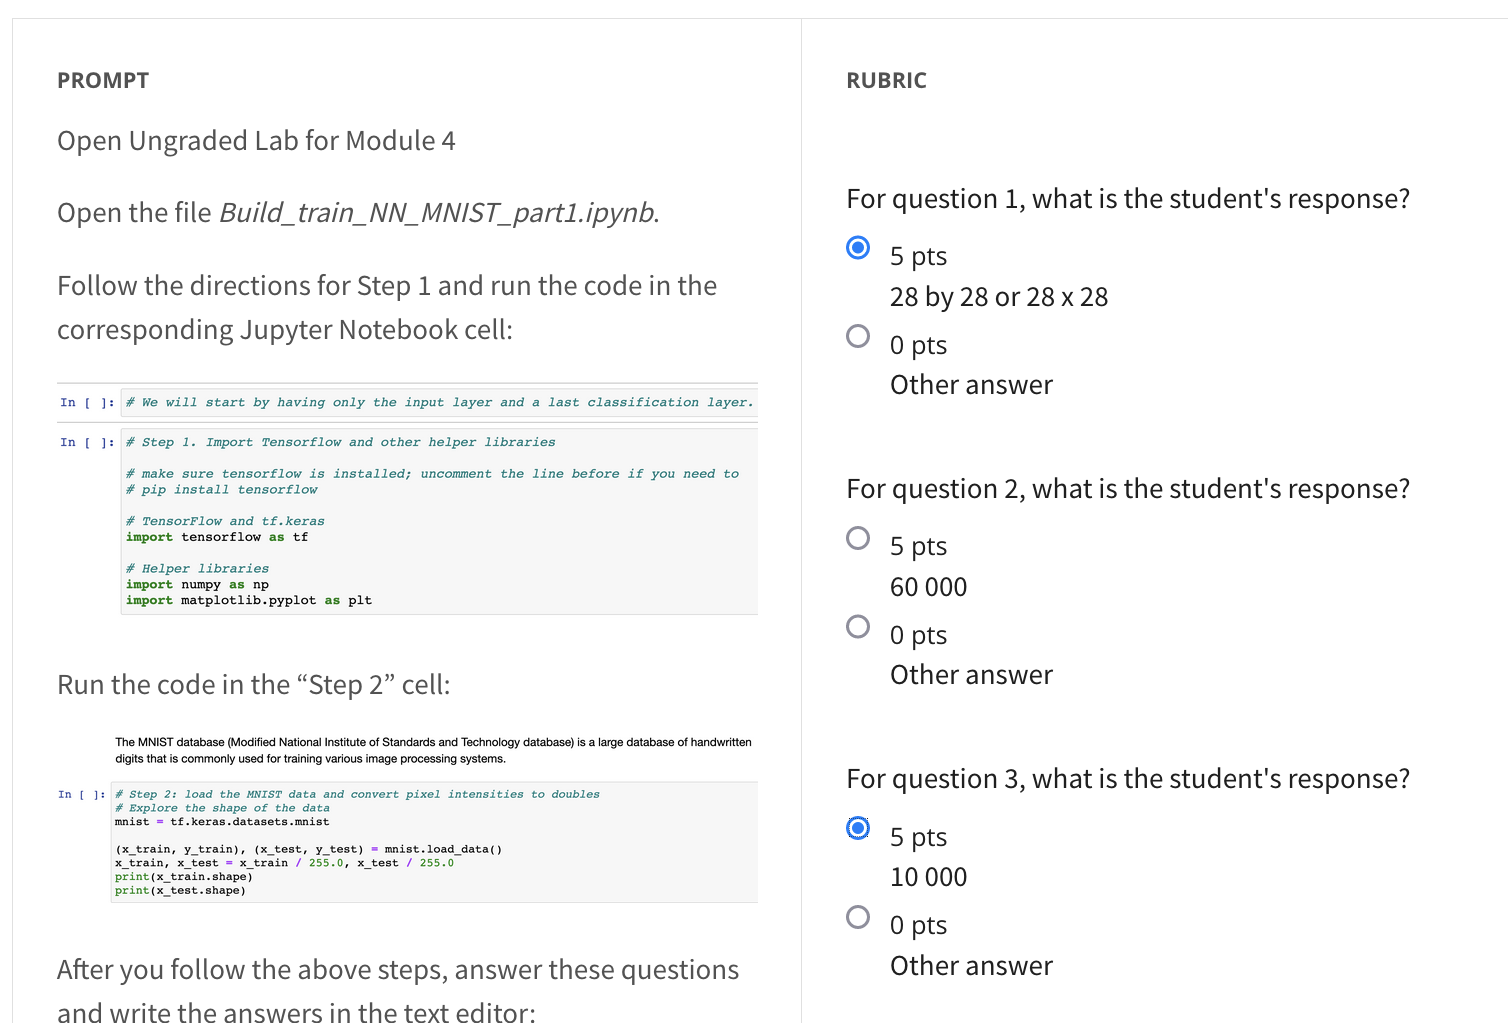 PROMPT
Open Ungraded Lab for Module 4
Open the file Build_train_NN_MNIST_part1.ipynb.
Follow the directions for Step 1 and run the code in the
corresponding Jupyter Notebook cell:
In [ ]: # We will start by having only the input layer and a last classification layer.
In [ ]: # Step 1. Import Tensorflow and other helper libraries
# make sure tensorflow is installed; uncomment the line before if you need to
# pip install tensorflow
# TensorFlow and tf.keras
import tensorflow as tf
# Helper libraries
import numpy as np
import matplotlib.pyplot as plt
Run the code in the “Step 2” cell:
The MNIST database (Modified National Institute of Standards and Technology database) is a large database of handwritten
digits that is commonly used for training various image processing systems.
In [ ]: # Step 2: load the MNIST data and convert pixel intensities to doubles
# Explore the shape of the data
mnist = tf.keras.datasets.mnist
(x_train, y_train), (x_test, y_test) = mnist.load_data()
x_train, x_test = x_train / 255.0, x_test / 255.0
print(x_train.shape)
print(x_test.shape)
After you follow the above steps, answer these questions
and write the answers in the text editor:
RUBRIC
For question 1, what is the student's response?
5 pts
28 by 28 or 28 x 28
0 pts
Other answer
For question 2, what is the student's response?
5 pts
60 000
0 pts
Other answer
For question 3, what is the student's response?
5 pts
10 000
0 pts
Other answer